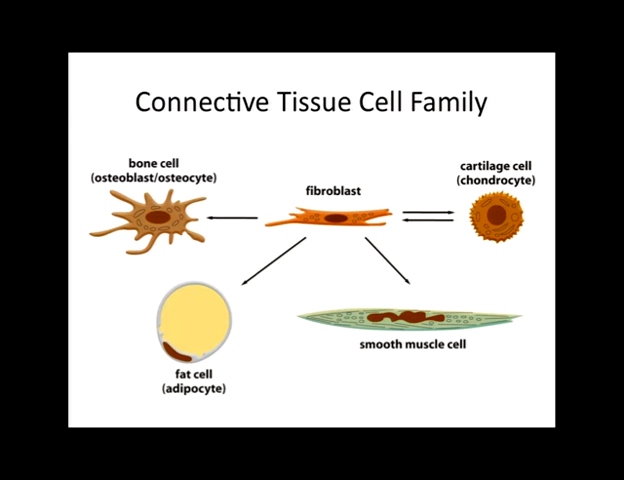 Connective Tissue Cell Family
bone cell
(osteoblast/osteocyte)
fibroblast
cartilage cell
(chondrocyte)
fat cell
(adipocyte)
smooth muscle cell